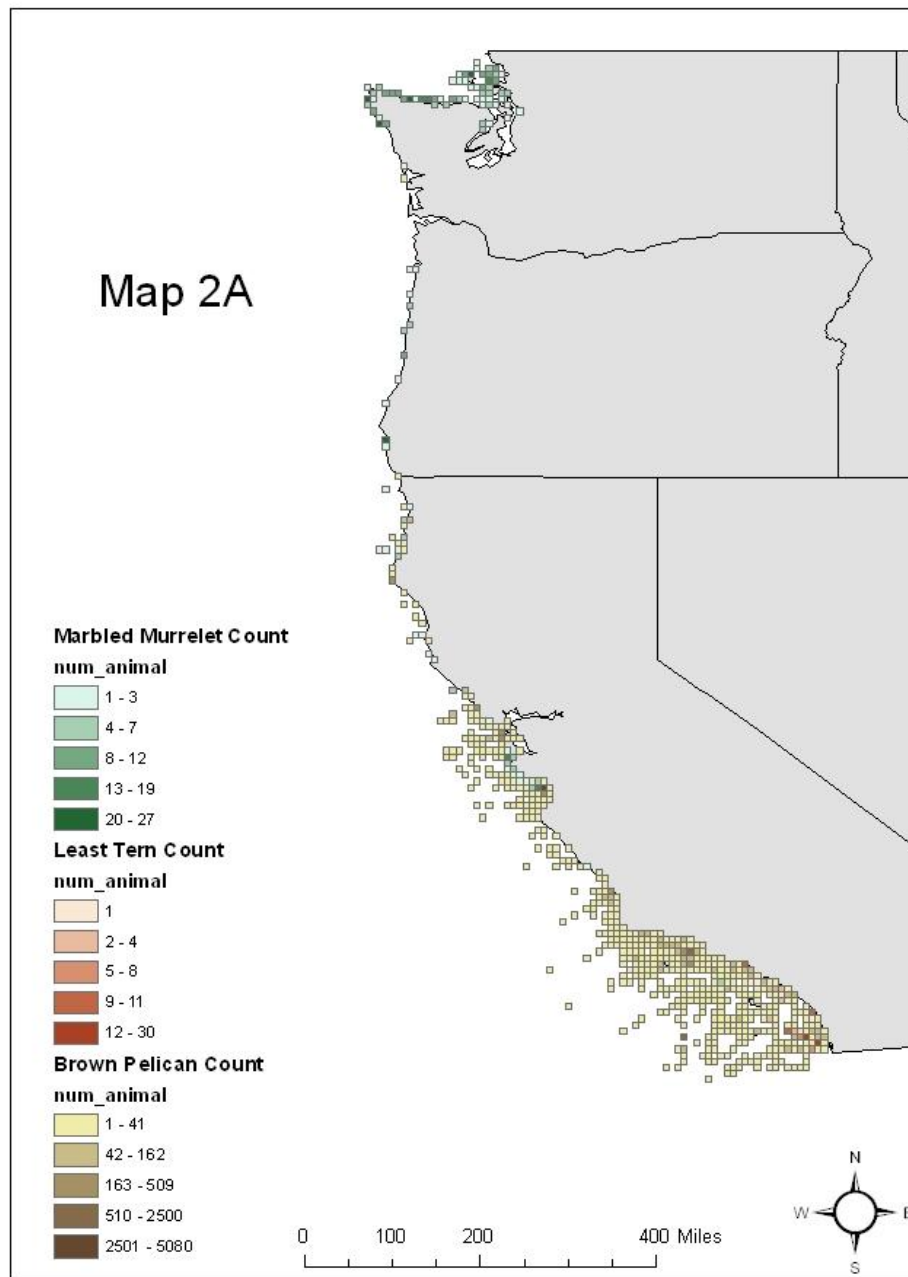 Map 2A
Marbled Murrelet Count
num_animal
1 - 3
4 - 7
8 - 12
13 - 19
20 - 27
Least Tern Count
num_animal
1
2 - 4
5 - 8
9 - 11
12 - 30
Brown Pelican Count
num_animal
1 - 41
42 - 162
163 - 509
510 - 2500
2501 - 5080
0 100 200 400 Miles
N
W E
S